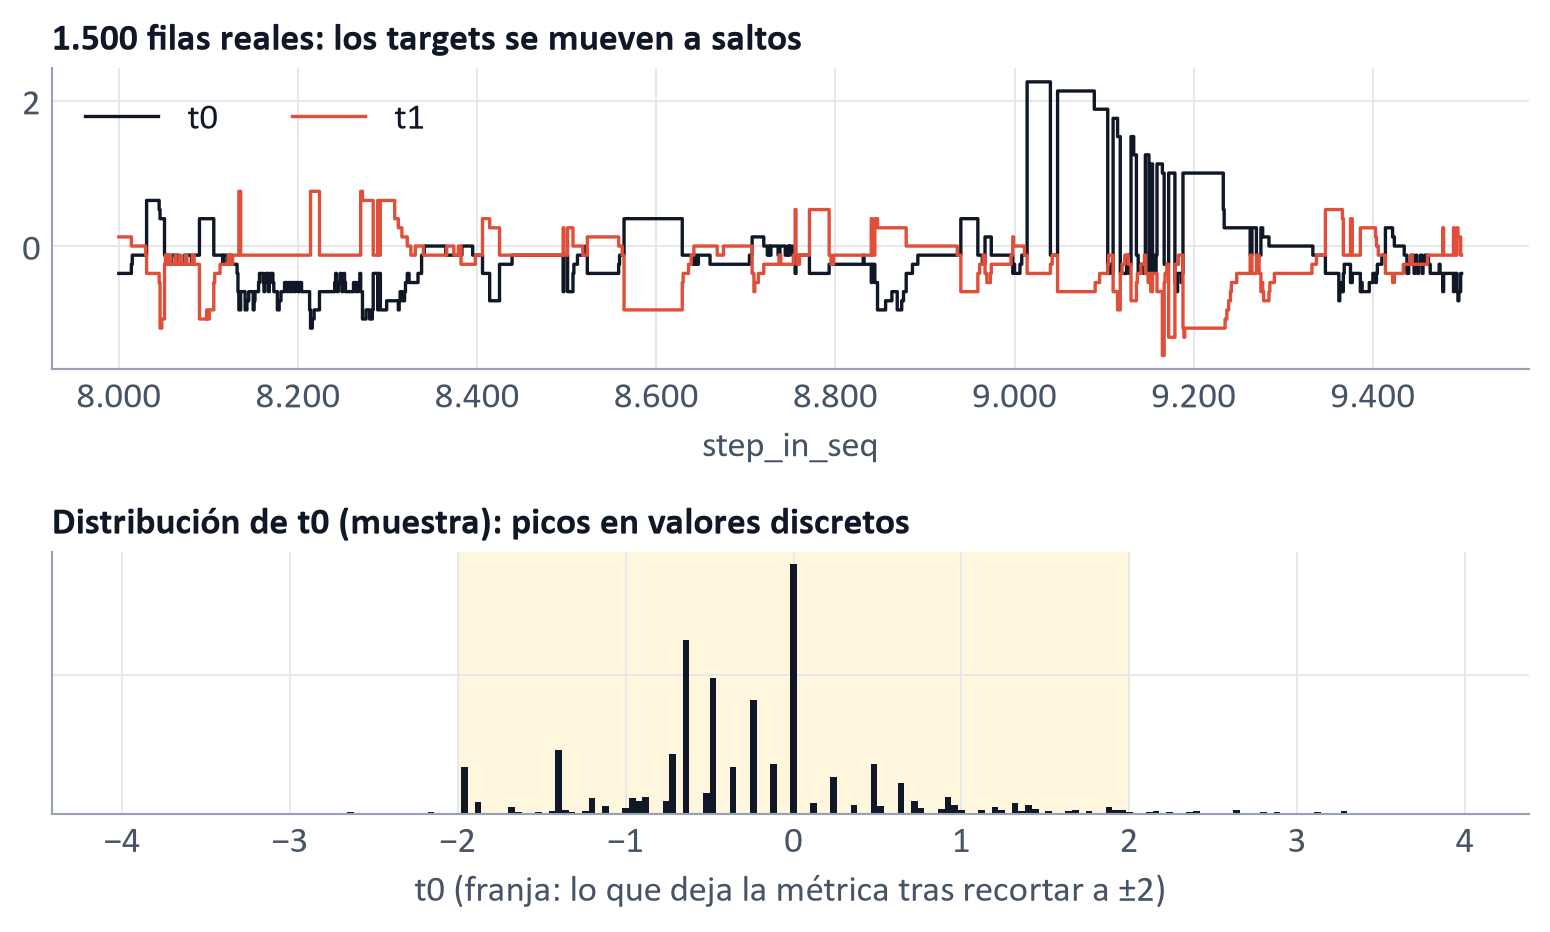 1.500 filas reales: los targets se mueven a saltos
2
t0 t1
0
8.000 8.200 8.400 8.600 8.800 9.000 9.200 9.400
step_in_seq
Distribución de t0 (muestra): picos en valores discretos
−4 −3 −2 −1 0 1 2 3 4
t0 (franja: lo que deja la métrica tras recortar a ±2)